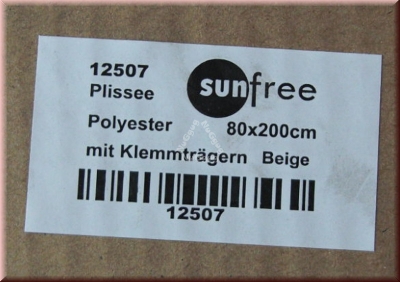 12507
sunfree
Plissee
Polyester 80x200cm
mit Klemmträgern Beige
12507